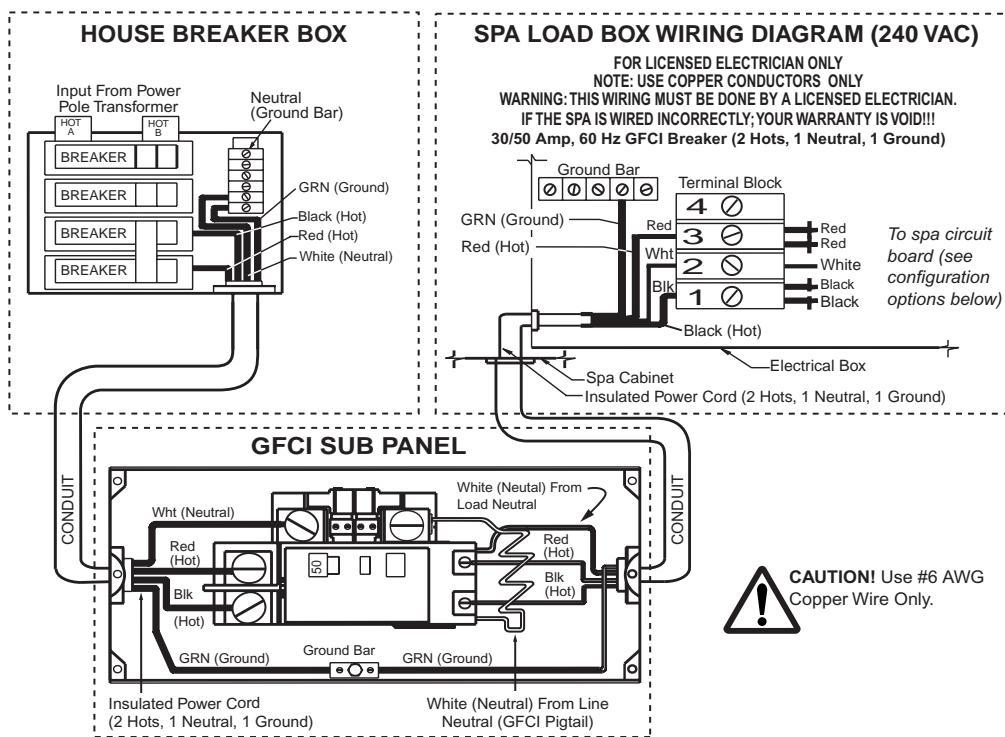 HOUSE BREAKER BOX
Input From Power
Pole Transformer
HOT
A
HOT
B
Neutral
(Ground Bar)
BREAKER
BREAKER
BREAKER
BREAKER
GRN (Ground)
Black (Hot)
Red (Hot)
White (Neutral)
SPA LOAD BOX WIRING DIAGRAM (240 VAC)
FOR LICENSED ELECTRICIAN ONLY
NOTE: USE COPPER CONDUCTORS ONLY
WARNING: THIS WIRING MUST BE DONE BY A LICENSED ELECTRICIAN.
IF THE SPA IS WIRED INCORRECTLY; YOUR WARRANTY IS VOID!!!
30/50 Amp, 60 Hz GFCI Breaker (2 Hots, 1 Neutral, 1 Ground)
Ground Bar
Terminal Block
GRN (Ground)
Red (Hot)
Red
Wht
Blk
4
3
2
1
Red
Red
White
Black
Black
To spa circuit
board (see
configuration
options below)
Black (Hot)
Electrical Box
Spa Cabinet
Insulated Power Cord (2 Hots, 1 Neutral, 1 Ground)
GFCI SUB PANEL
CONDUIT
CONDUIT
Wht (Neutral)
Red
(Hot)
Blk
(Hot)
50
White (Neutal) From
Load Neutral
Red
(Hot)
Blk
(Hot)
GRN (Ground)
Ground Bar
GRN (Ground)
Insulated Power Cord
(2 Hots, 1 Neutral, 1 Ground)
White (Neutral) From Line
Neutral (GFCI Pigtail)
!
CAUTION! Use #6 AWG
Copper Wire Only.